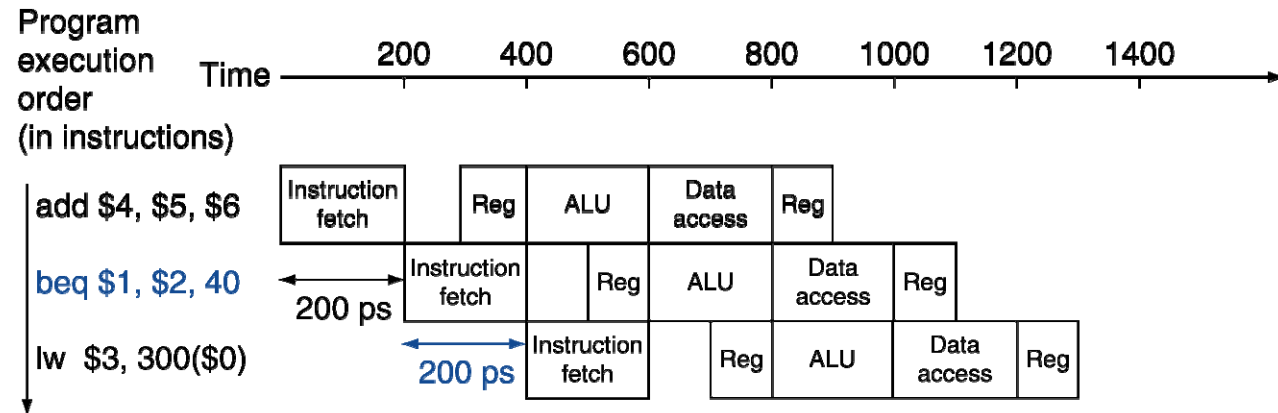 Program
execution
order
(in instructions)
Time
200 400 600 800 1000 1200 1400
add $4, $5, $6
Instruction
fetch
Reg
ALU
Data
access
Reg
beq $1, $2, 40
200 ps
Instruction
fetch
Reg
ALU
Data
access
Reg
lw $3, 300($0)
200 ps
Instruction
fetch
Reg
ALU
Data
access
Reg